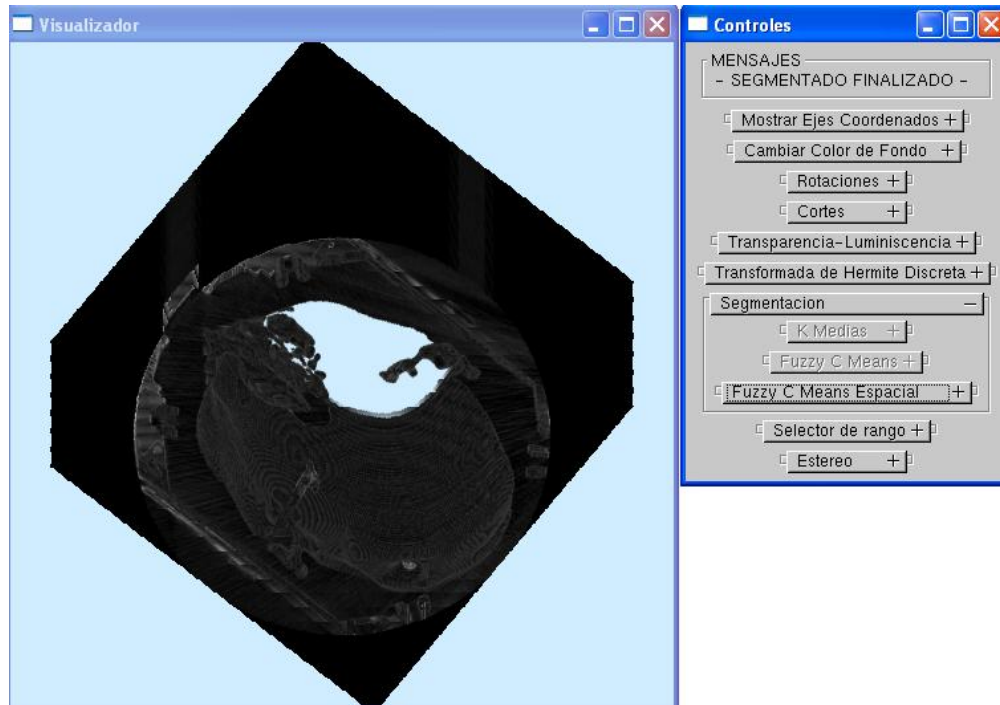 Visualizador
Controles
MENSAJES
- SEGMENTADO FINALIZADO -
Mostrar Ejes Coordenados +
Cambiar Color de Fondo +
Rotaciones +
Cortes +
Transparencia-Luminiscencia +
Transformada de Hermite Discreta +
Segmentacion -
K Medias +
Fuzzy C Means +
Fuzzy C Means Espacial +
Selector de rango +
Estereo +